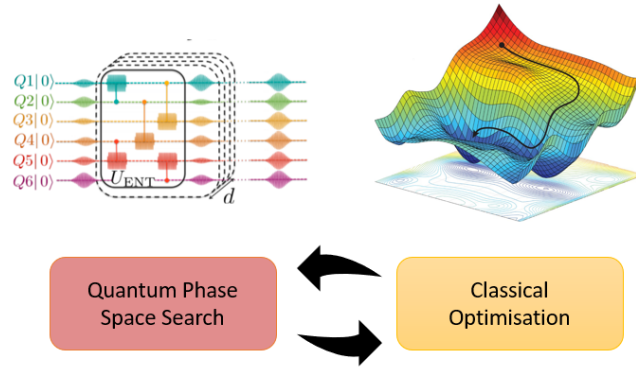 Q1|0⟩
Q2|0⟩
Q3|0⟩
Q4|0⟩
Q5|0⟩
Q6|0⟩
U_ENT
d
Quantum Phase
Space Search
Classical
Optimisation